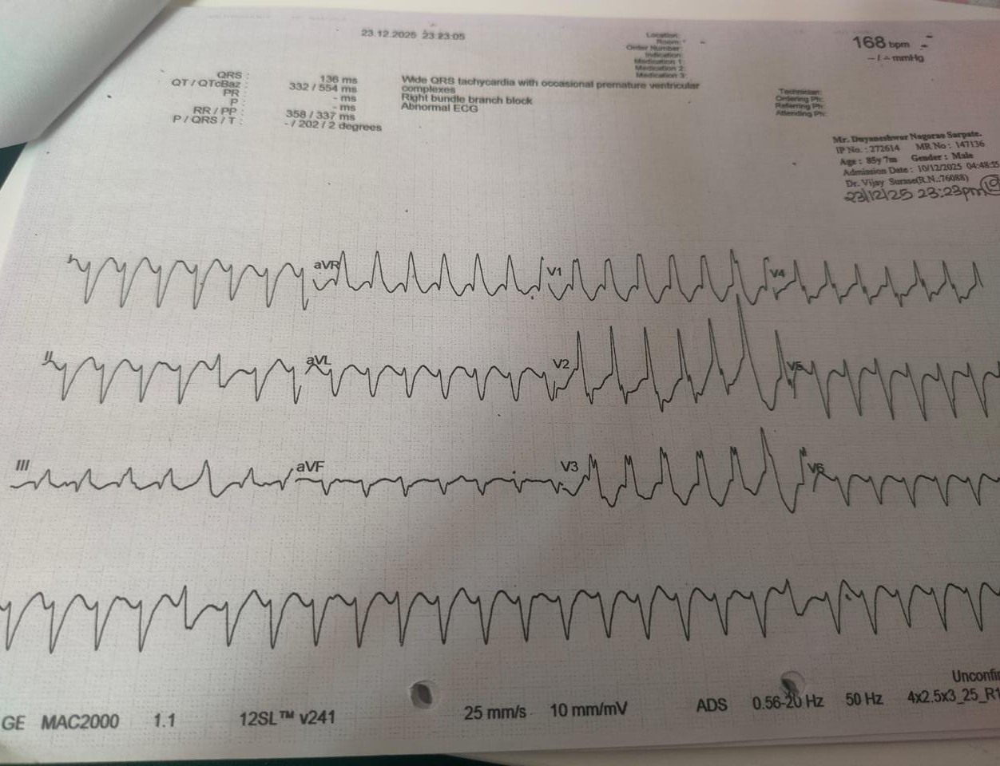 23.12.2025 23:23:05
Location:
Room:
Order Number:
Indication:
Medication 1:
Medication 2:
Medication 3:
168 bpm
- / - mmHg
QRS : 136 ms
QT / QTcBaz : 332 / 554 ms
PR : - ms
P : - ms
RR / PP : 358 / 337 ms
P / QRS / T : - / 202 / 2 degrees
Wide QRS tachycardia with occasional premature ventricular
complexes
Right bundle branch block
Abnormal ECG
Technician:
Ordering Ph:
Referring Ph:
Attending Ph:
Mr. Dnyaneshwar Nagorao Sarpate.
IP No. : 272614 MR No : 147136
Age : 85y 7m Gender : Male
Admission Date : 10/12/2025 04:48:55
Dr. Vijay Surase(R.N.:76088)
23/12/25 23:23pm
aVR
V1
V4
II
aVL
V2
V5
III
aVF
V3
V6
GE MAC2000 1.1 12SL™ v241 25 mm/s 10 mm/mV ADS 0.56-20 Hz 50 Hz 4x2.5x3_25_R1